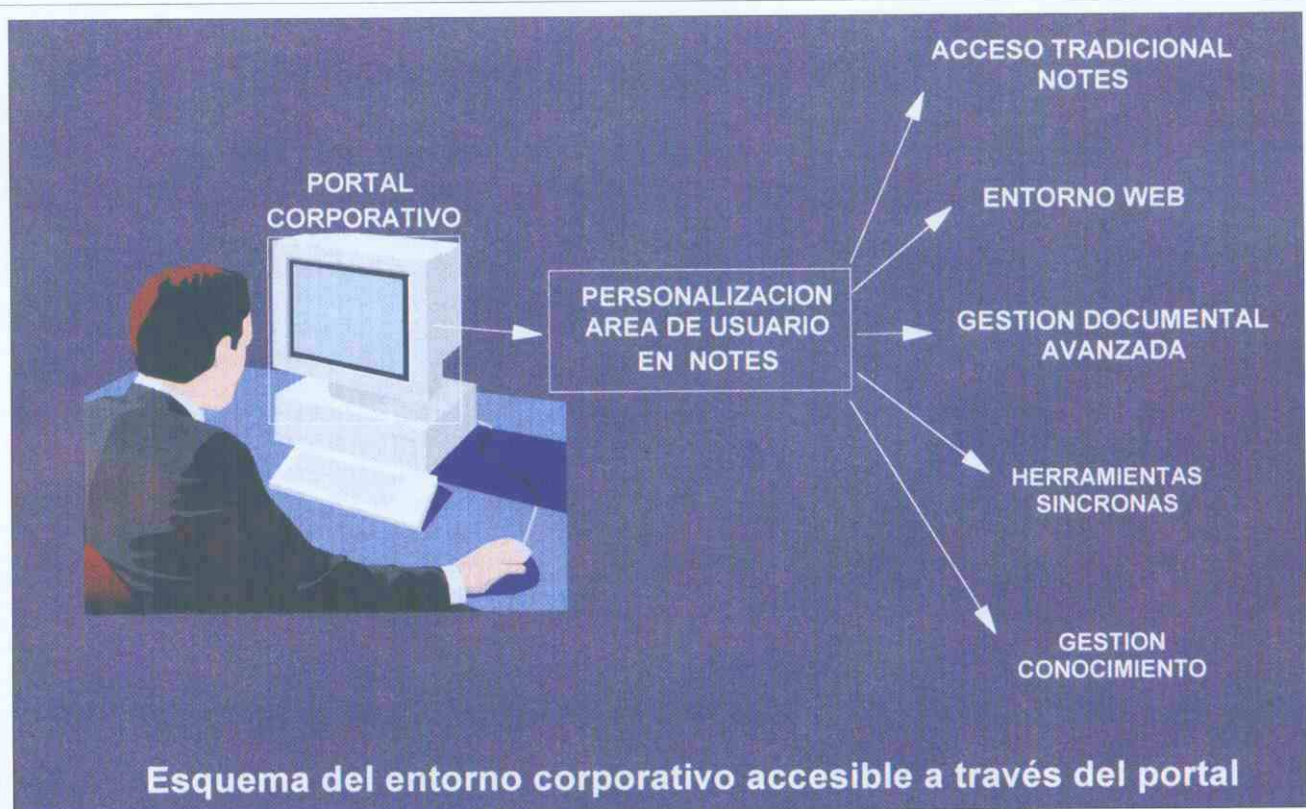 PORTAL
CORPORATIVO
PERSONALIZACION
AREA DE USUARIO
EN NOTES
ACCESO TRADICIONAL
NOTES
ENTORNO WEB
GESTION DOCUMENTAL
AVANZADA
HERRAMIENTAS
SINCRONAS
GESTION
CONOCIMIENTO
Esquema del entorno corporativo accesible a través del portal